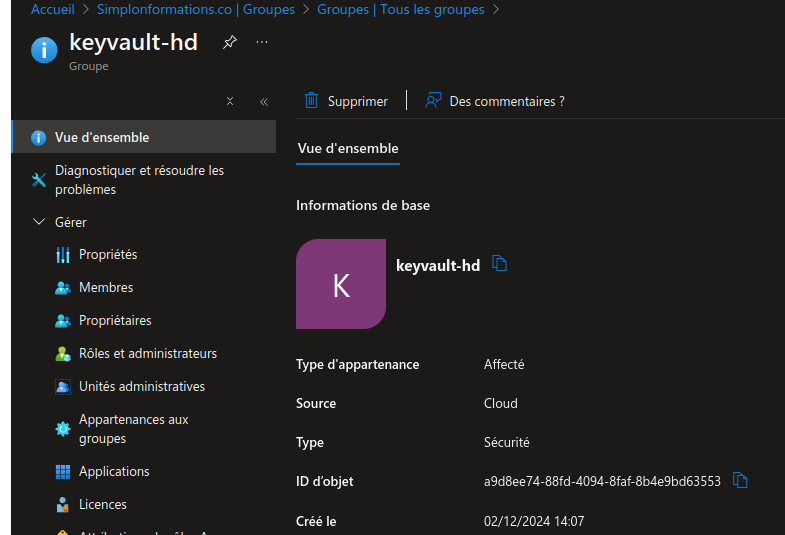 Accueil > Simplonformations.co | Groupes > Groupes | Tous les groupes >
keyvault-hd
Groupe
Supprimer
Des commentaires ?
Vue d'ensemble
Diagnostiquer et résoudre les
problèmes
Gérer
Propriétés
Membres
Propriétaires
Rôles et administrateurs
Unités administratives
Appartenances aux
groupes
Applications
Licences
Vue d'ensemble
Informations de base
K
keyvault-hd
Type d'appartenance Affecté
Source Cloud
Type Sécurité
ID d'objet a9d8ee74-88fd-4094-8faf-8b4e9bd63553
Créé le 02/12/2024 14:07